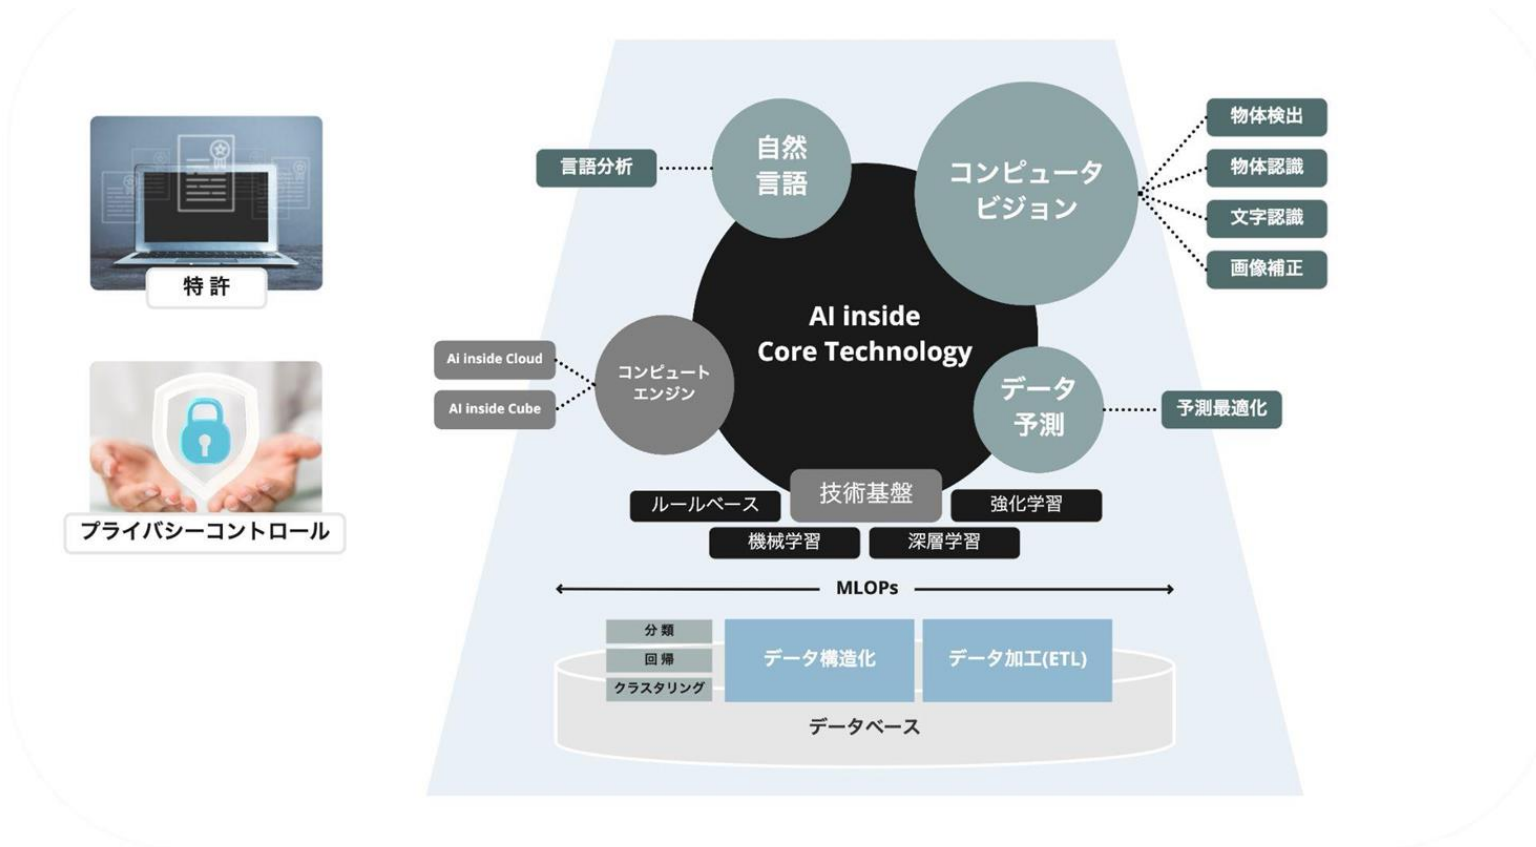 特許
プライバシーコントロール
自然
言語
言語分析
コンピュータ
ビジョン
物体検出
物体認識
文字認識
画像補正
AI inside
Core Technology
コンピュート
エンジン
Ai inside Cloud
AI inside Cube
データ
予測
予測最適化
技術基盤
ルールベース
強化学習
機械学習
深層学習
MLOPs
分類
回帰
クラスタリング
データ構造化
データ加工(ETL)
データベース